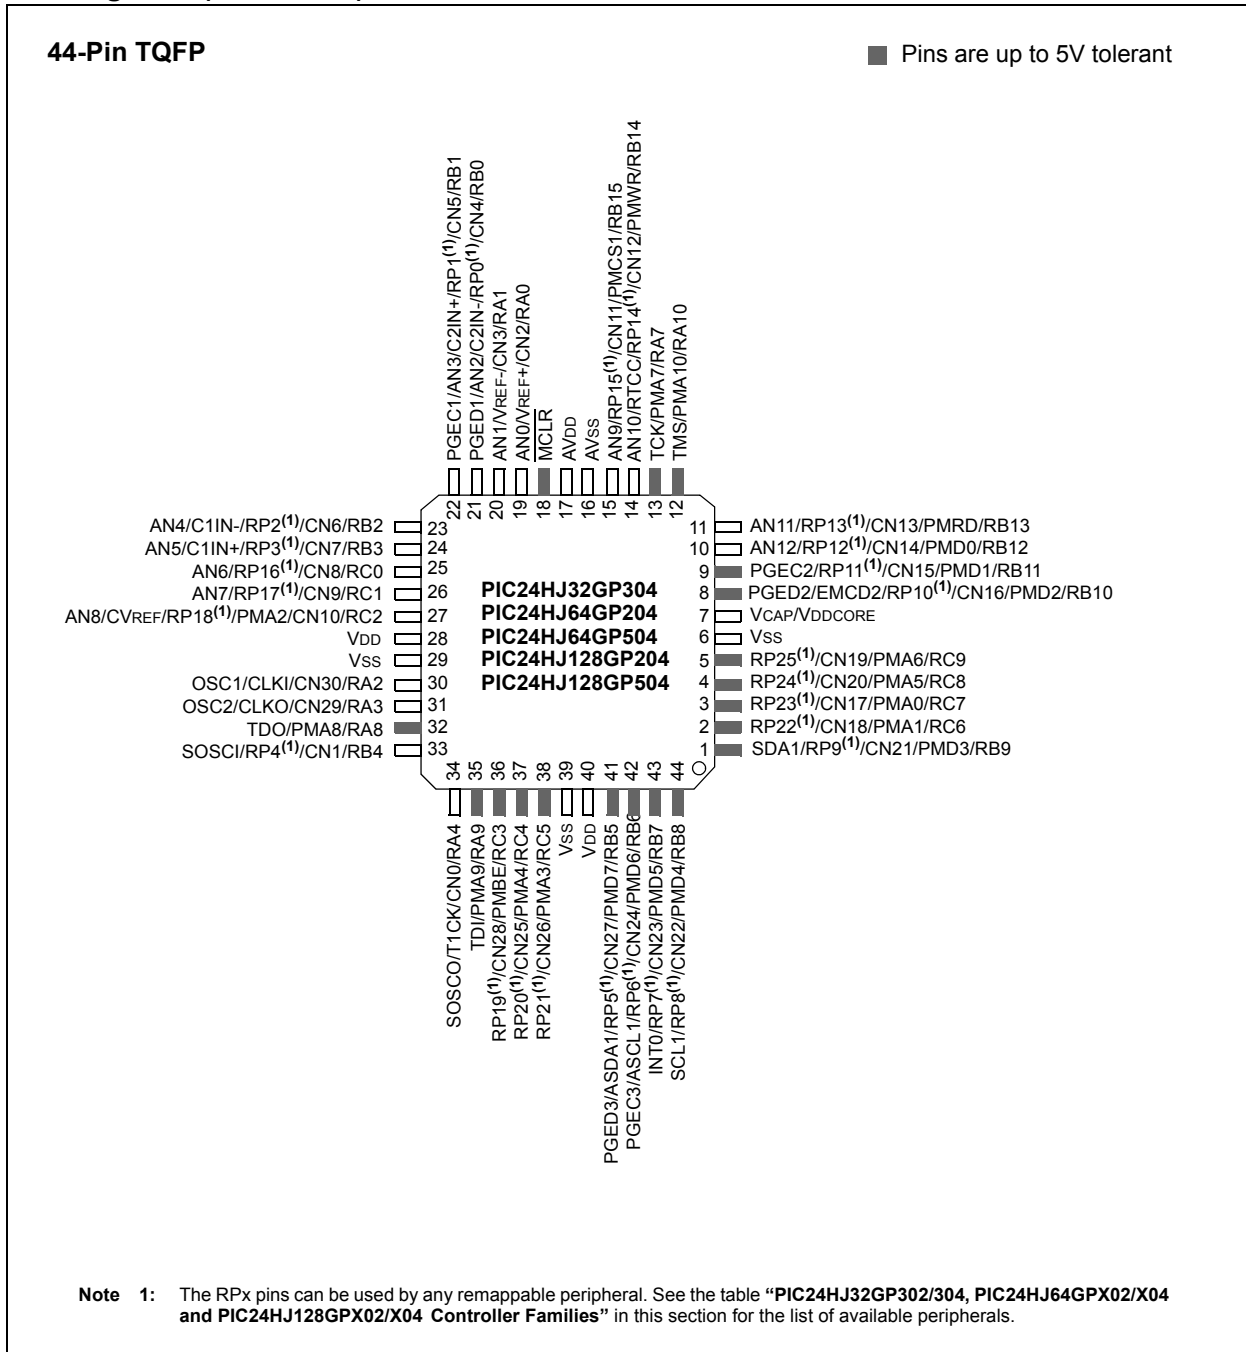 44-Pin TQFP
Pins are up to 5V tolerant
PGEC1/AN3/C2IN+/RP1(1)/CN5/RB1
PGED1/AN2/C2IN-/RP0(1)/CN4/RB0
AN1/VREF-/CN3/RA1
AN0/VREF+/CN2/RA0
MCLR
AVDD
AVSS
AN9/RP15(1)/CN11/PMCS1/RB15
AN10/RTCC/RP14(1)/CN12/PMWR/RB14
TCK/PMA7/RA7
TMS/PMA10/RA10
22
21
20
19
18
17
16
15
14
13
12
AN4/C1IN-/RP2(1)/CN6/RB2 23
AN5/C1IN+/RP3(1)/CN7/RB3 24
AN6/RP16(1)/CN8/RC0 25
AN7/RP17(1)/CN9/RC1 26
AN8/CVREF/RP18(1)/PMA2/CN10/RC2 27
VDD 28
VSS 29
OSC1/CLKI/CN30/RA2 30
OSC2/CLKO/CN29/RA3 31
TDO/PMA8/RA8 32
SOSCI/RP4(1)/CN1/RB4 33
PIC24HJ32GP304
PIC24HJ64GP204
PIC24HJ64GP504
PIC24HJ128GP204
PIC24HJ128GP504
11 AN11/RP13(1)/CN13/PMRD/RB13
10 AN12/RP12(1)/CN14/PMD0/RB12
9 PGEC2/RP11(1)/CN15/PMD1/RB11
8 PGED2/EMCD2/RP10(1)/CN16/PMD2/RB10
7 VCAP/VDDCORE
6 VSS
5 RP25(1)/CN19/PMA6/RC9
4 RP24(1)/CN20/PMA5/RC8
3 RP23(1)/CN17/PMA0/RC7
2 RP22(1)/CN18/PMA1/RC6
1 SDA1/RP9(1)/CN21/PMD3/RB9
34
35
36
37
38
39
40
41
42
43
44
SOSCO/T1CK/CN0/RA4
TDI/PMA9/RA9
RP19(1)/CN28/PMBE/RC3
RP20(1)/CN25/PMA4/RC4
RP21(1)/CN26/PMA3/RC5
VSS
VDD
PGED3/ASDA1/RP5(1)/CN27/PMD7/RB5
PGEC3/ASCL1/RP6(1)/CN24/PMD6/RB6
INT0/RP7(1)/CN23/PMD5/RB7
SCL1/RP8(1)/CN22/PMD4/RB8
Note 1: The RPx pins can be used by any remappable peripheral. See the table “PIC24HJ32GP302/304, PIC24HJ64GPX02/X04
and PIC24HJ128GPX02/X04 Controller Families” in this section for the list of available peripherals.